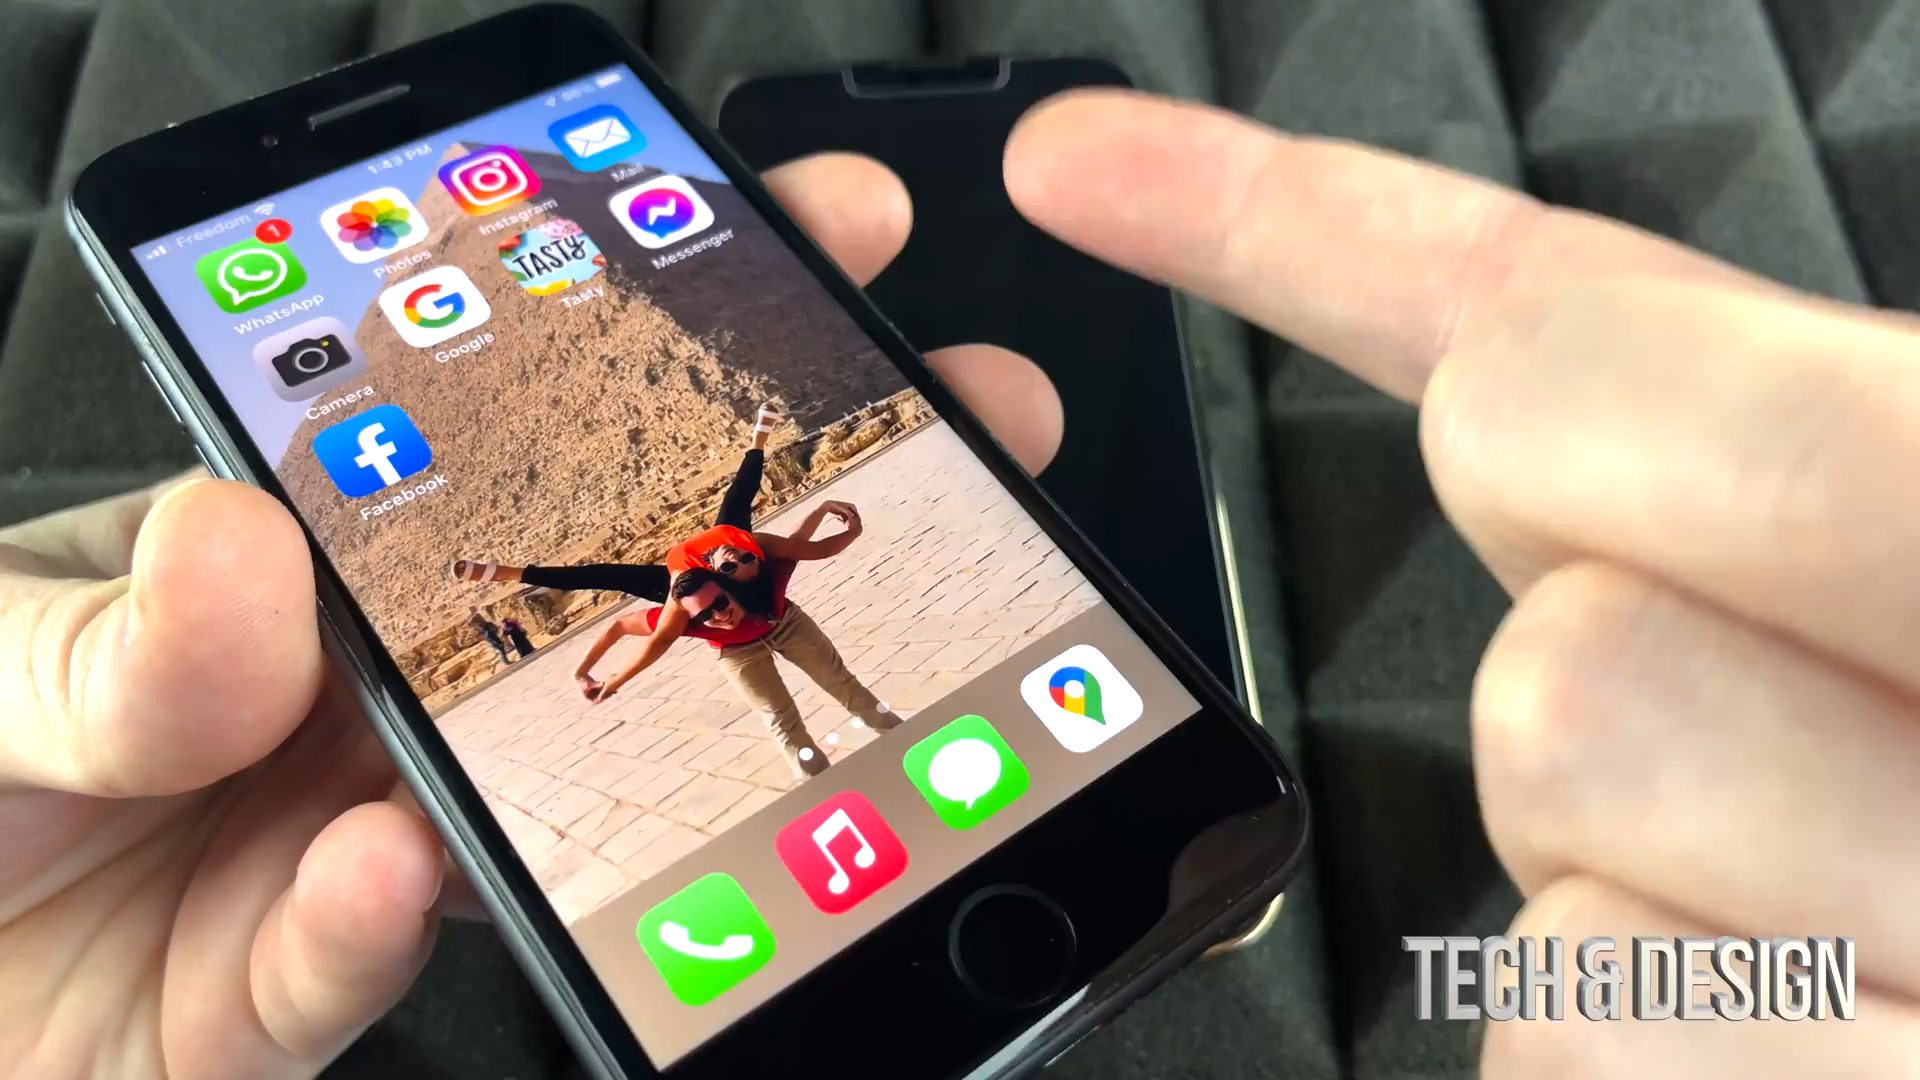 Freedom
1:43 PM
WhatsApp
1
Photos
Instagram
Mail
Camera
Google
TASTY
Tasty
Messenger
Facebook
TECH & DESIGN